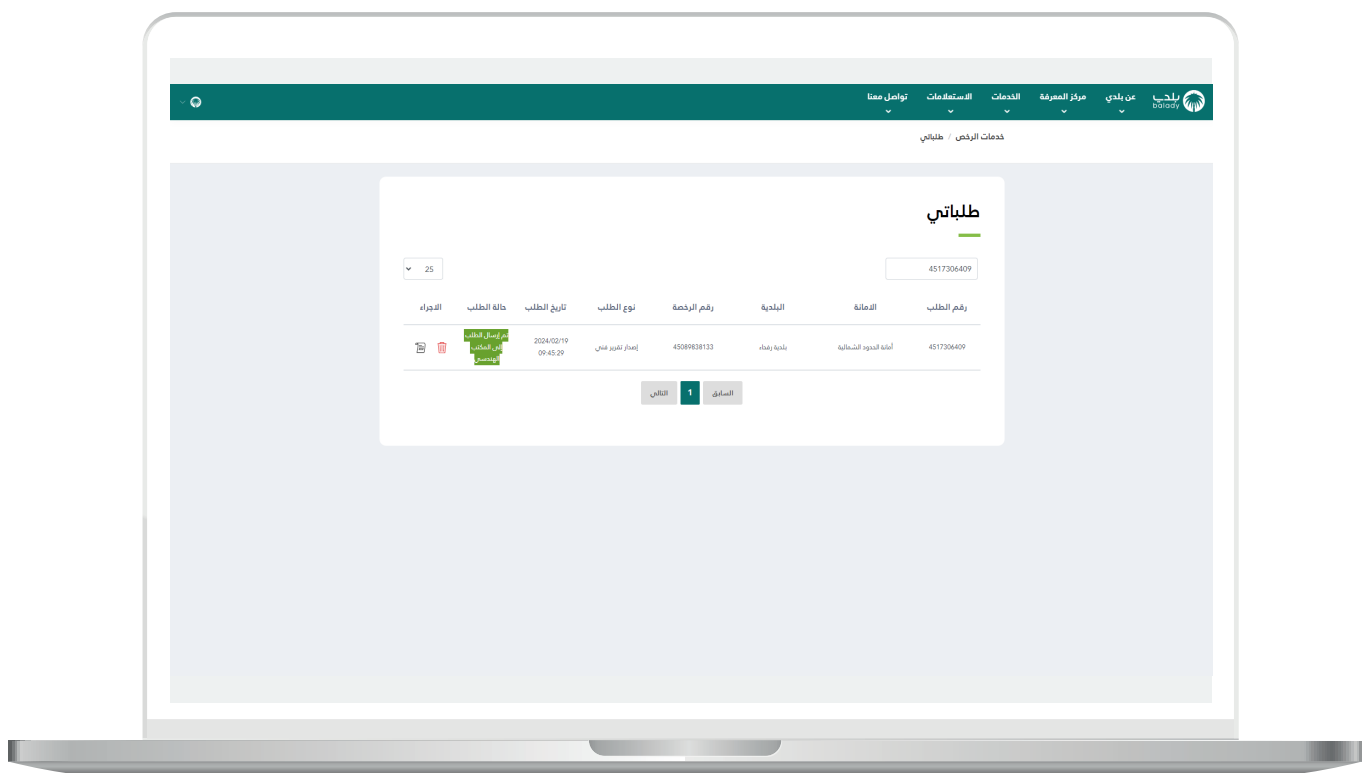 بلدي
balady
عن بلدي
مركز المعرفة
الخدمات
الاستعلامات
تواصل معنا
خدمات الرخص / طلباتي
طلباتي
4517306409
25
رقم الطلب
الامانة
البلدية
رقم الرخصة
نوع الطلب
تاريخ الطلب
حالة الطلب
الاجراء
4517306409
أمانة الحدود الشمالية
بلدية رفحاء
45089838133
إصدار تقرير فني
2024/02/19
09:45:29
تم إرسال الطلب
إلى المكتب
الهندسي
السابق
1
التالي